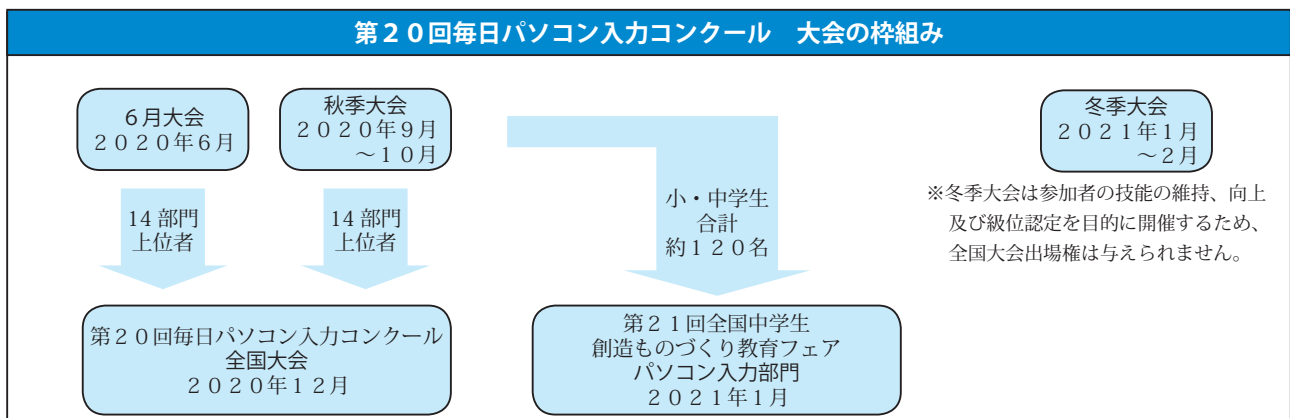 第２０回毎日パソコン入力コンクール　大会の枠組み
６月大会
２０２０年６月
秋季大会
２０２０年９月
～１０月
冬季大会
２０２１年１月
～２月
※冬季大会は参加者の技能の維持、向上
及び級位認定を目的に開催するため、
全国大会出場権は与えられません。
14 部門
上位者
14 部門
上位者
小・中学生
合計
約１２０名
第２０回毎日パソコン入力コンクール
全国大会
２０２０年１２月
第２１回全国中学生
創造ものづくり教育フェア
パソコン入力部門
２０２１年１月